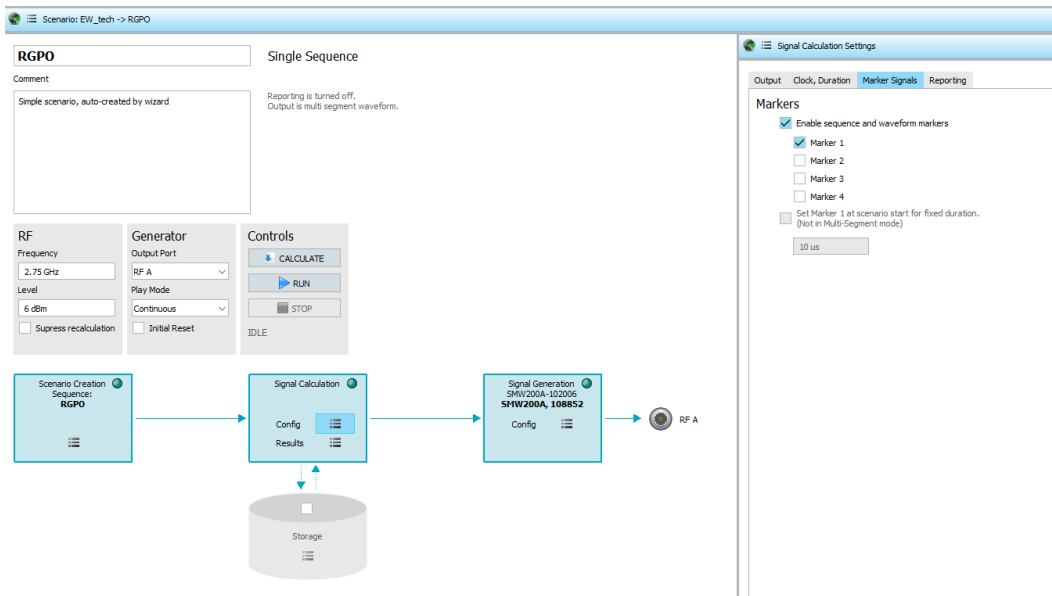 Scenario: EW_tech -> RGPO
RGPO
Single Sequence
Comment
Simple scenario, auto-created by wizard
Reporting is turned off.
Output is multi segment waveform.
RF
Frequency
2.75 GHz
Level
6 dBm
Supress recalculation
Generator
Output Port
RF A
Play Mode
Continuous
Initial Reset
Controls
CALCULATE
RUN
STOP
IDLE
Scenario Creation
Sequence:
RGPO
Signal Calculation
Config
Results
Signal Generation
SMW200A-102006
SMW200A, 108852
Config
RF A
Storage
Signal Calculation Settings
Output Clock, Duration Marker Signals Reporting
Markers
Enable sequence and waveform markers
Marker 1
Marker 2
Marker 3
Marker 4
Set Marker 1 at scenario start for fixed duration.
(Not in Multi-Segment mode)
10 us